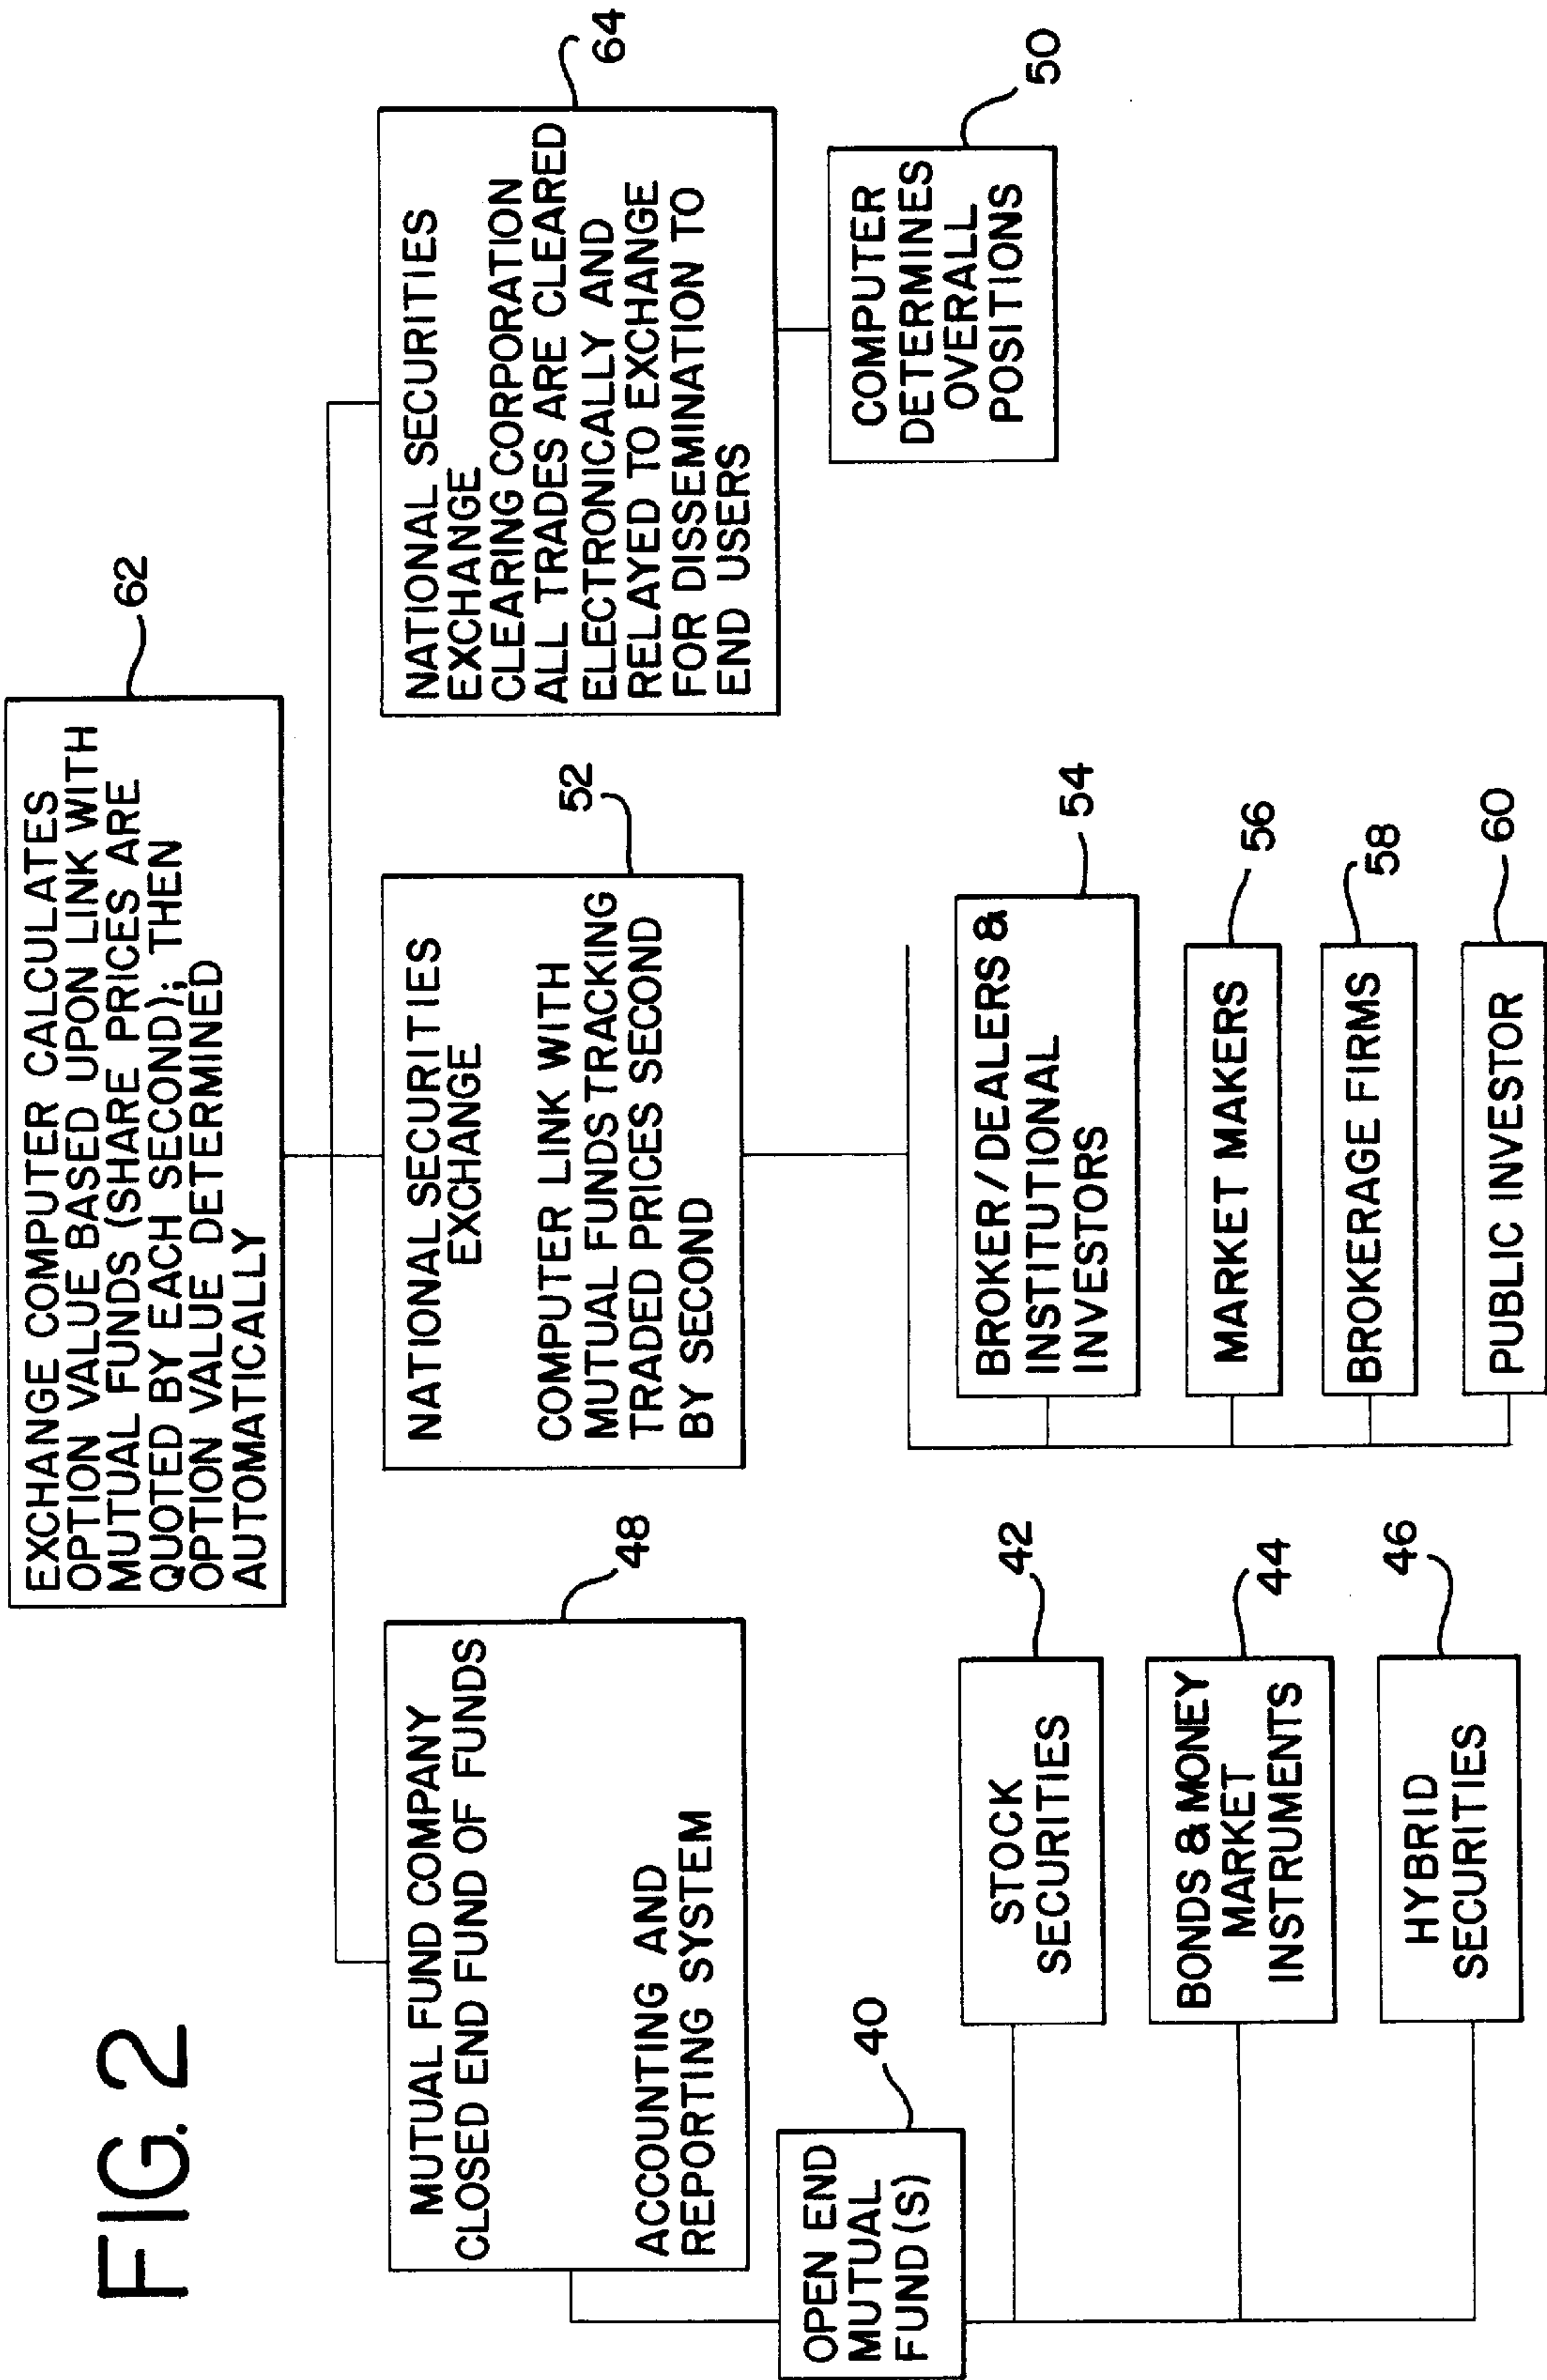 FIG. 2
EXCHANGE COMPUTER CALCULATES
OPTION VALUE BASED UPON LINK WITH
MUTUAL FUNDS (SHARE PRICES ARE
QUOTED BY EACH SECOND); THEN
OPTION VALUE DETERMINED
AUTOMATICALLY
62
MUTUAL FUND COMPANY
CLOSED END FUND OF FUNDS
ACCOUNTING AND
REPORTING SYSTEM
48
NATIONAL SECURITIES
EXCHANGE
COMPUTER LINK WITH
MUTUAL FUNDS TRACKING
TRADED PRICES SECOND
BY SECOND
52
NATIONAL SECURITIES
EXCHANGE
CLEARING CORPORATION
ALL TRADES ARE CLEARED
ELECTRONICALLY AND
RELAYED TO EXCHANGE
FOR DISSEMINATION TO
END USERS
64
OPEN END
MUTUAL
FUND(S)
40
STOCK
SECURITIES
42
BONDS & MONEY
MARKET
INSTRUMENTS
44
HYBRID
SECURITIES
46
BROKER/DEALERS &
INSTITUTIONAL
INVESTORS
54
MARKET MAKERS
56
BROKERAGE FIRMS
58
PUBLIC INVESTOR
60
COMPUTER
DETERMINES
OVERALL
POSITIONS
50